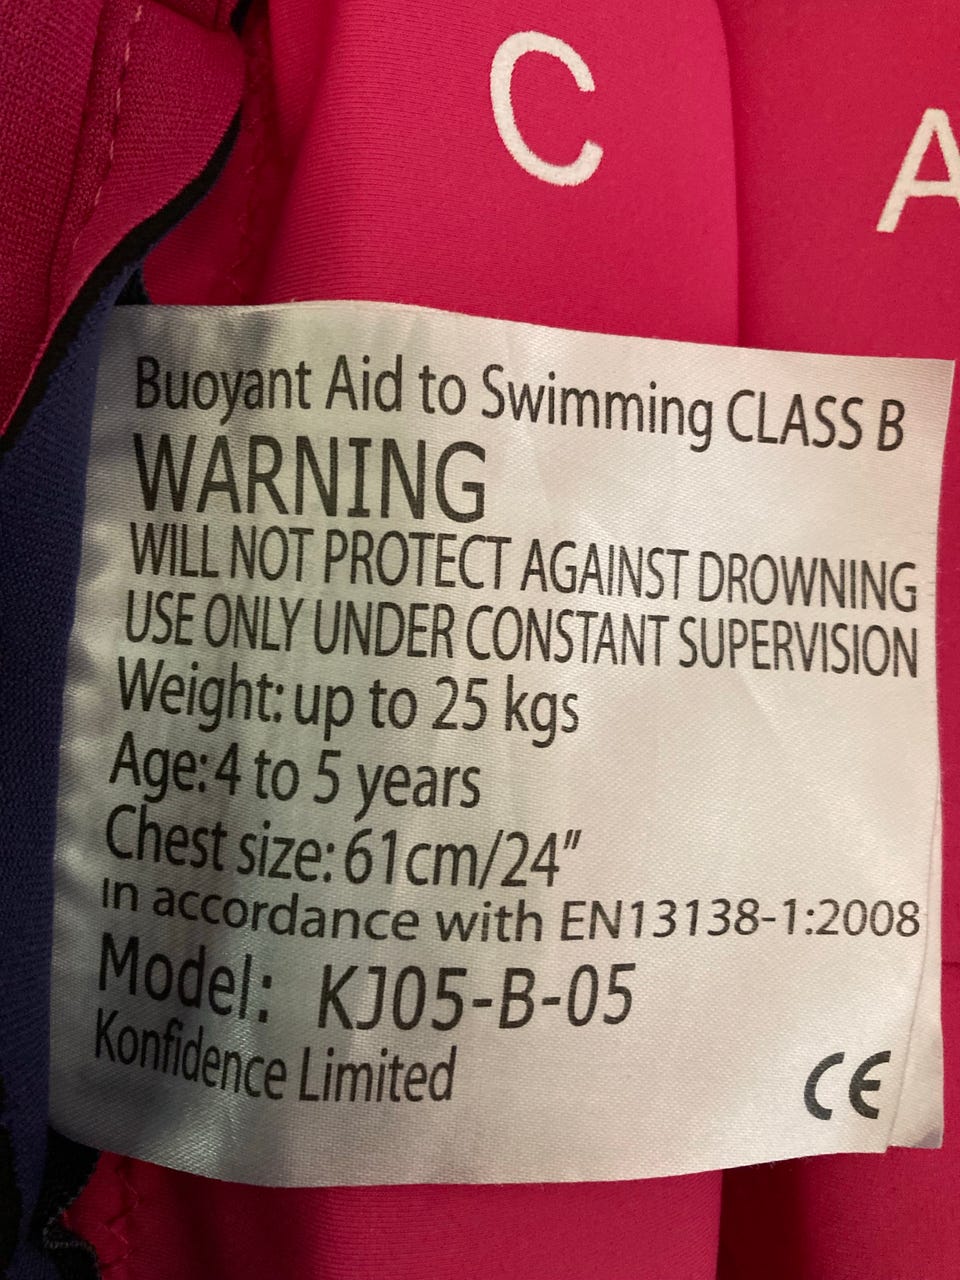 C A
Buoyant Aid to Swimming CLASS B
WARNING
WILL NOT PROTECT AGAINST DROWNING
USE ONLY UNDER CONSTANT SUPERVISION
Weight: up to 25 kgs
Age: 4 to 5 years
Chest size: 61cm/24”
in accordance with EN13138-1:2008
Model: KJ05-B-05
Konfidence Limited
CE